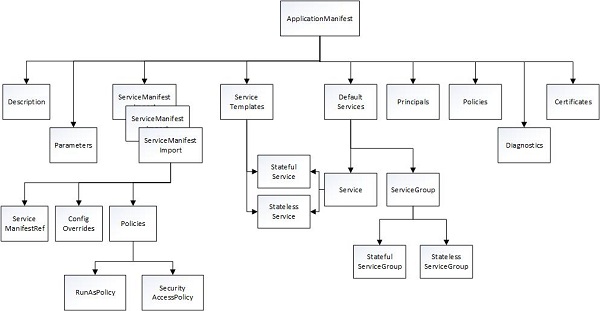 ApplicationManifest
Description
Parameters
ServiceManifest
ServiceManifest
ServiceManifest
Import
Service
Templates
Default
Services
Principals
Policies
Diagnostics
Certificates
Stateful
Service
Stateless
Service
Service
ServiceGroup
Service
ManifestRef
Config
Overrides
Policies
Stateful
ServiceGroup
Stateless
ServiceGroup
RunAsPolicy
Security
AccessPolicy